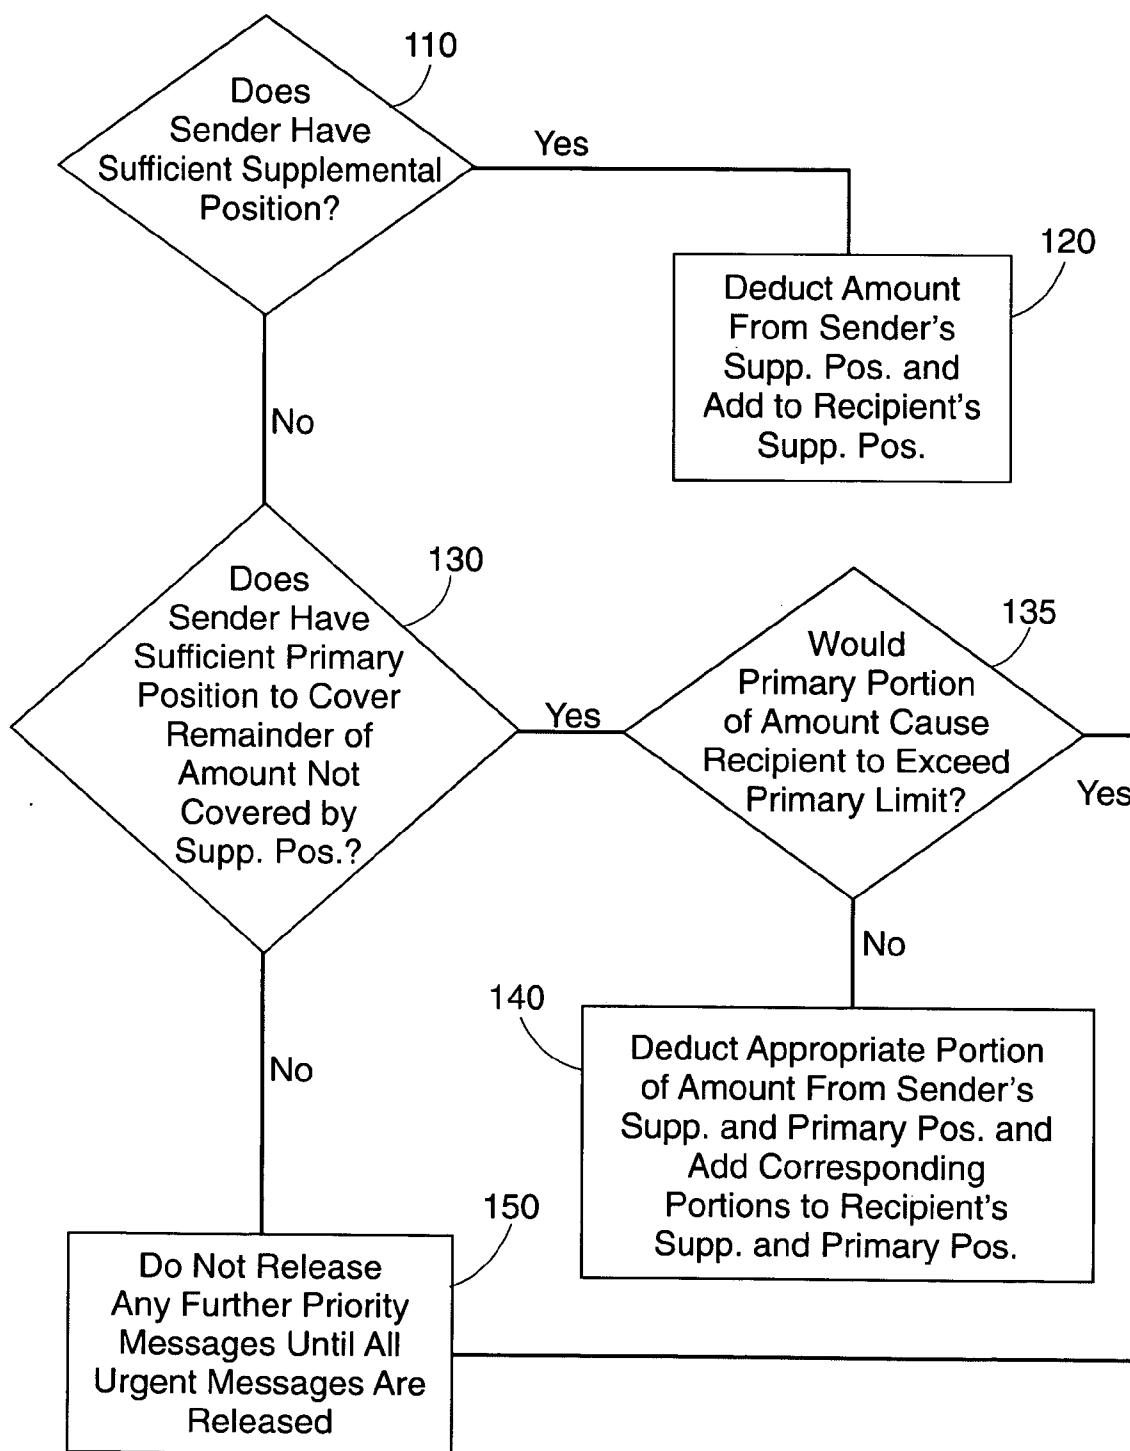 110
Does
Sender Have
Sufficient Supplemental
Position?
Yes
120
Deduct Amount
From Sender's
Supp. Pos. and
Add to Recipient's
Supp. Pos.
No
130
Does
Sender Have
Sufficient Primary
Position to Cover
Remainder of
Amount Not
Covered by
Supp. Pos.?
Yes
135
Would
Primary Portion
of Amount Cause
Recipient to Exceed
Primary Limit?
Yes
No
140
Deduct Appropriate Portion
of Amount From Sender's
Supp. and Primary Pos. and
Add Corresponding
Portions to Recipient's
Supp. and Primary Pos.
No
150
Do Not Release
Any Further Priority
Messages Until All
Urgent Messages Are
Released